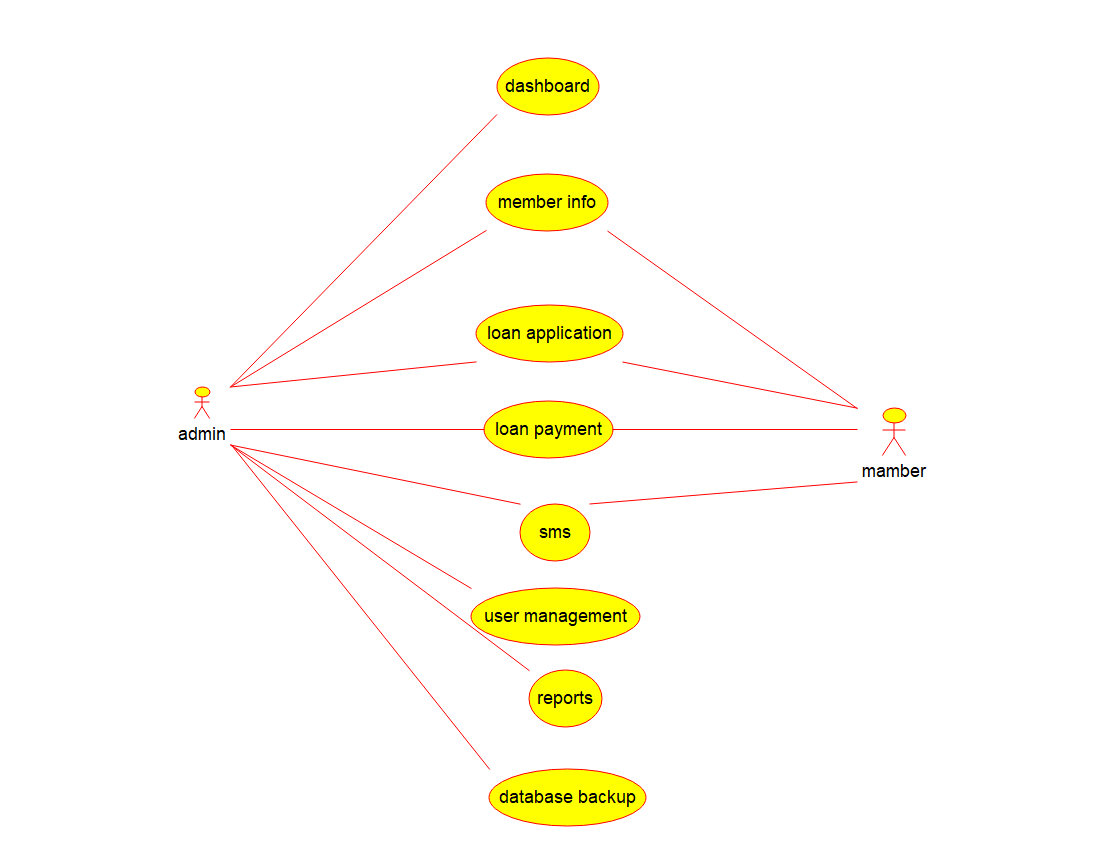 dashboard
member info
loan application
loan payment
admin
mamber
sms
user management
reports
database backup